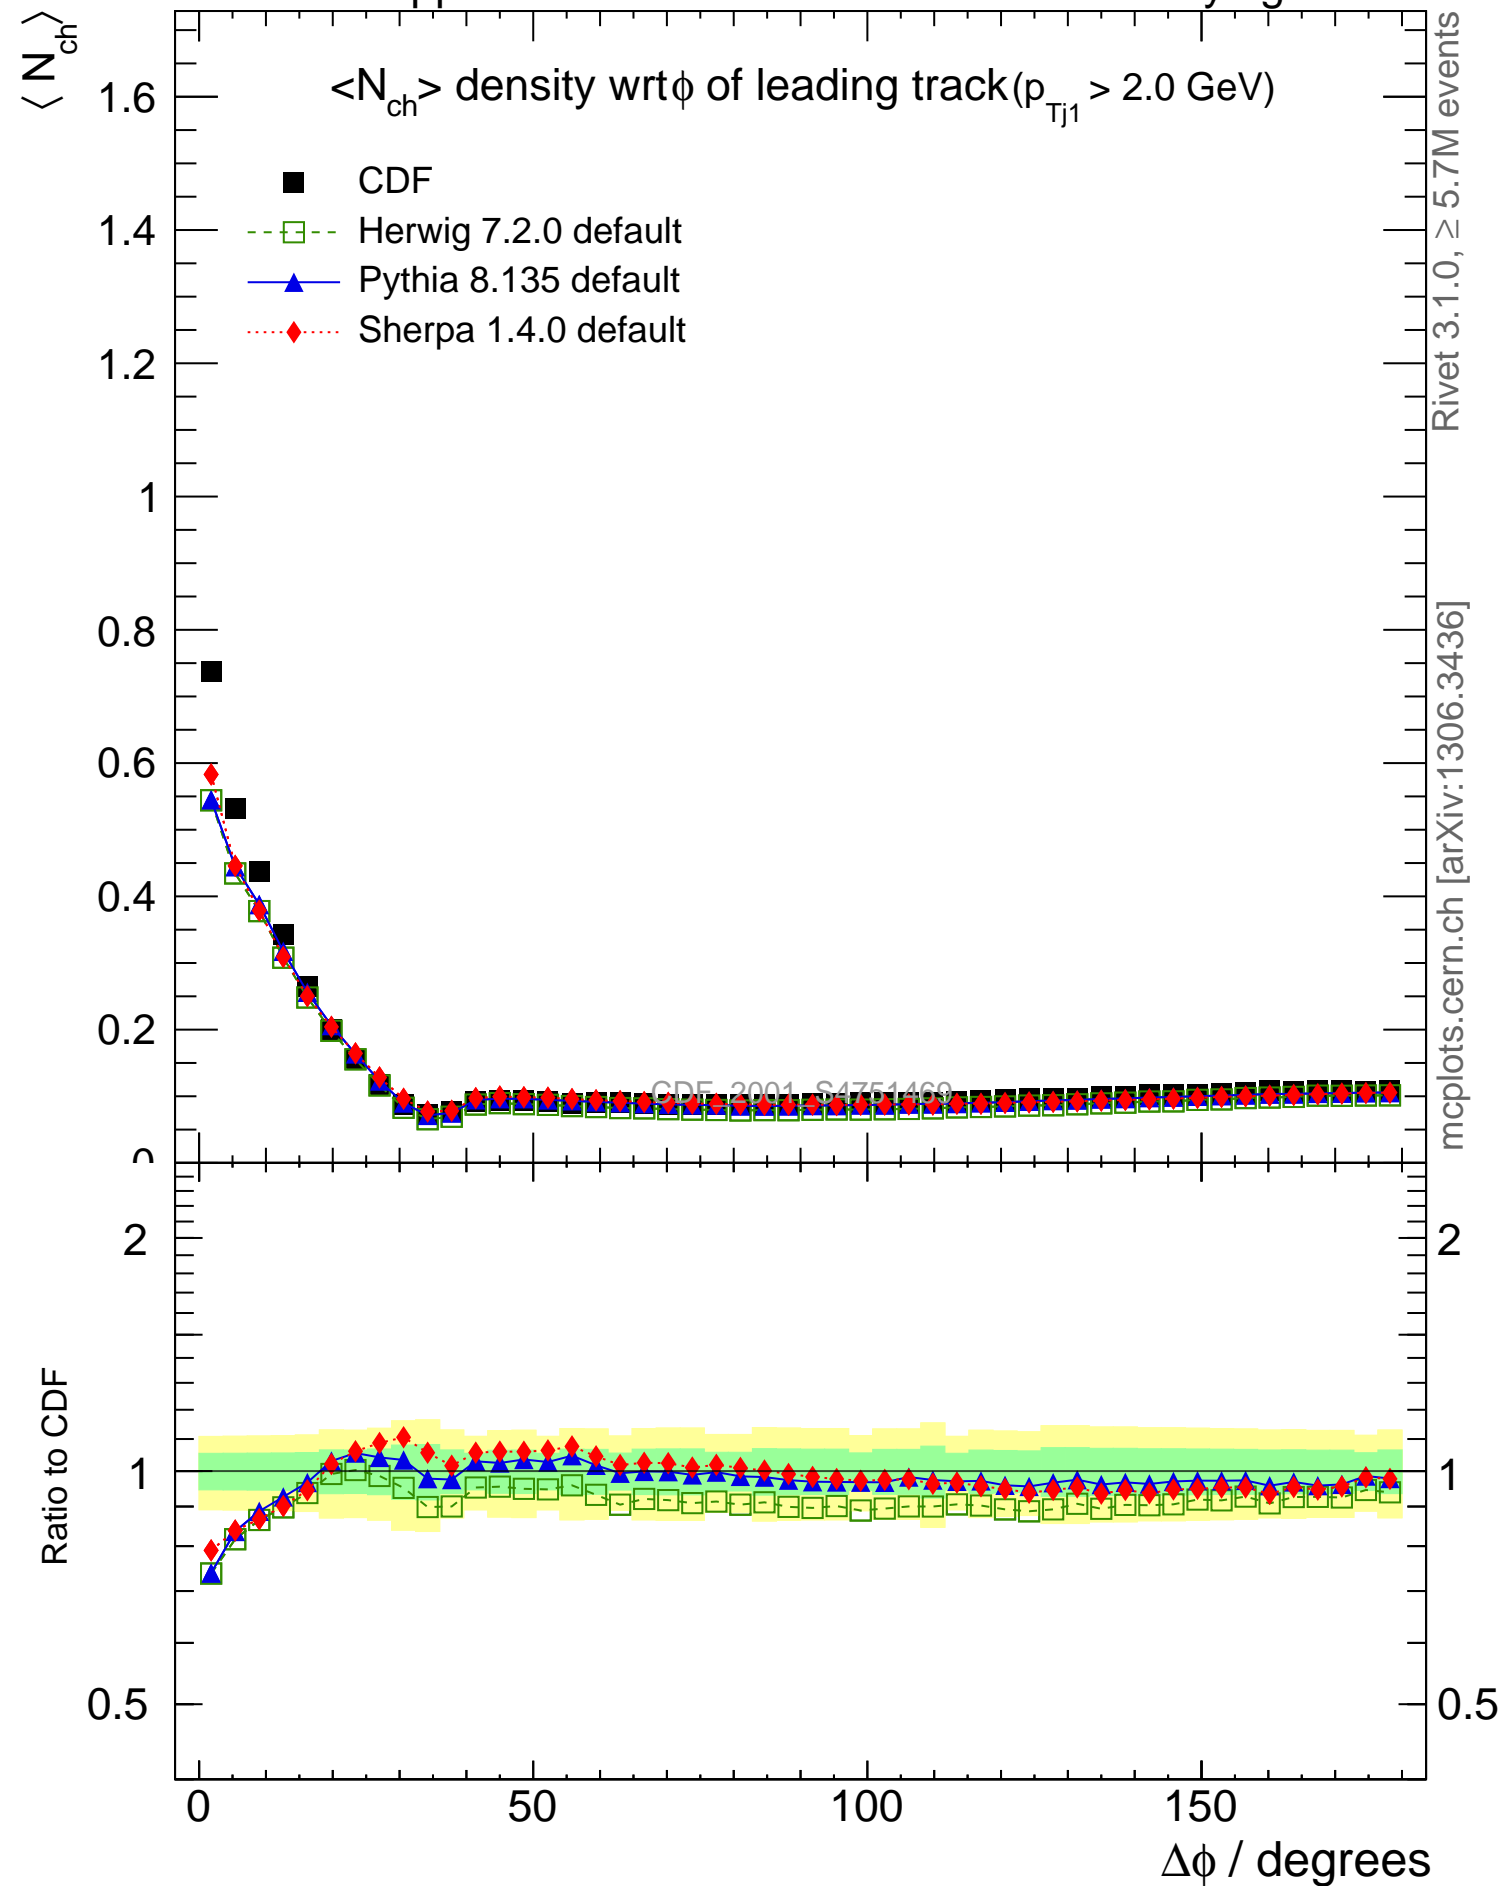 ⟨ N_ch ⟩
<N_ch> density wrt ϕ of leading track (p_Tj1 > 2.0 GeV)
CDF
Herwig 7.2.0 default
Pythia 8.135 default
Sherpa 1.4.0 default
1.6
1.4
1.2
1
0.8
0.6
0.4
0.2
0
CDF_2001_S4751469
Rivet 3.1.0, ≥ 5.7M events
mcplots.cern.ch [arXiv:1306.3436]
Ratio to CDF
2
1
0.5
2
1
0.5
0 50 100 150
Δϕ / degrees